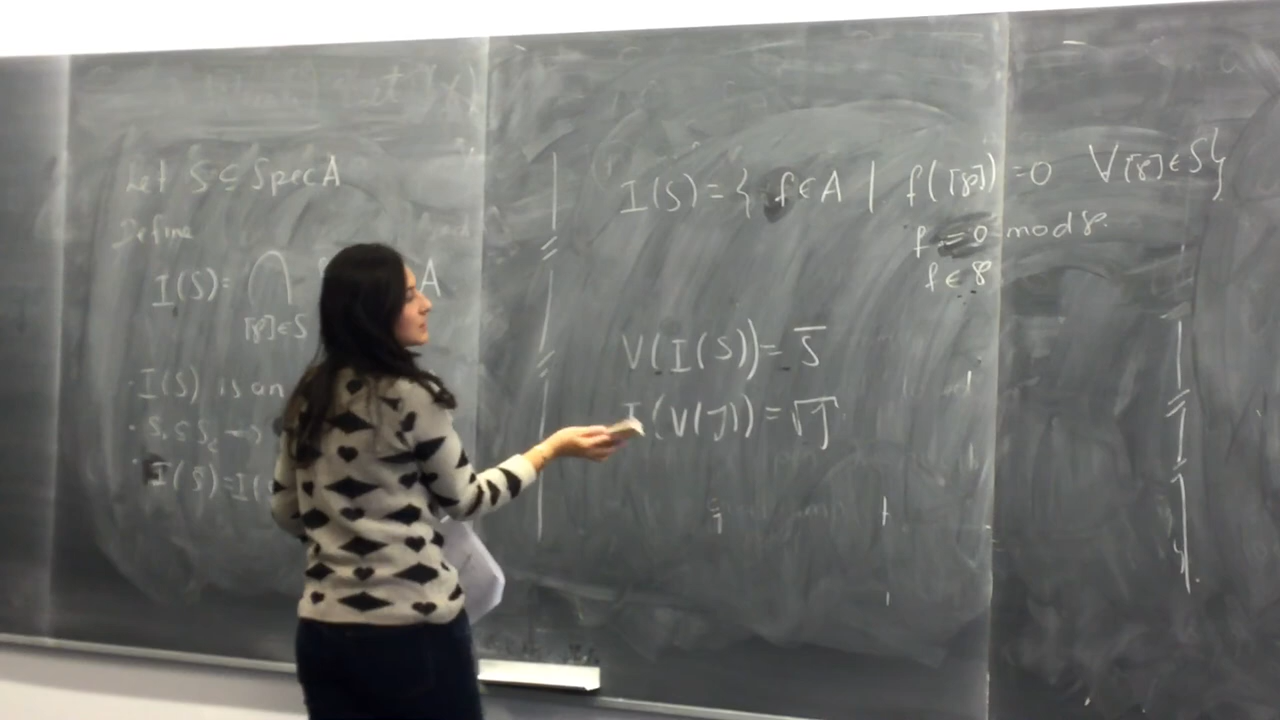 Let S ⊆ Spec A
Define
I(S) = ⋂ A
[𝔭] ∈ S
· I(S) is an
· S₁ ⊆ S₂ →
· I(S) = I(
I(S) = { f ∈ A | f([𝔭]) = 0 ∀[𝔭] ∈ S}
f = 0 mod 𝔭.
f ∈ 𝔭
V(I(S)) = S̅
I(V(J)) = √J